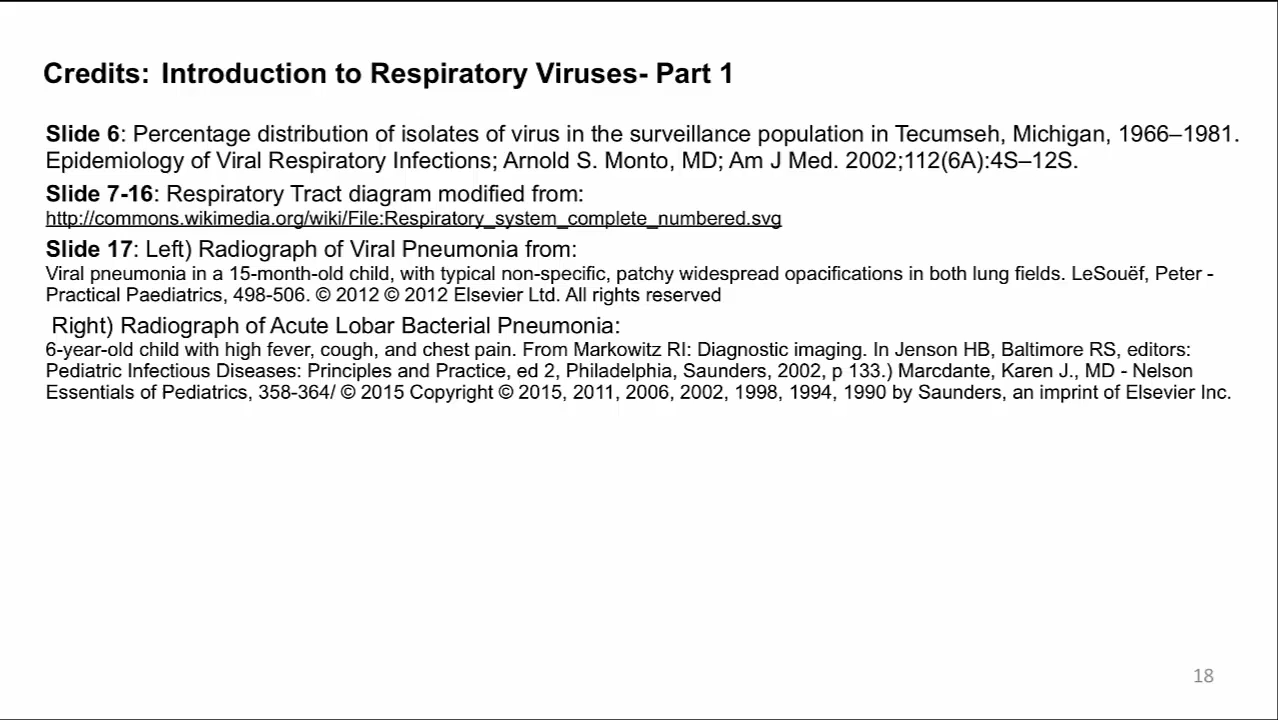 Credits: Introduction to Respiratory Viruses- Part 1
Slide 6: Percentage distribution of isolates of virus in the surveillance population in Tecumseh, Michigan, 1966–1981.
Epidemiology of Viral Respiratory Infections; Arnold S. Monto, MD; Am J Med. 2002;112(6A):4S–12S.
Slide 7-16: Respiratory Tract diagram modified from:
http://commons.wikimedia.org/wiki/File:Respiratory_system_complete_numbered.svg
Slide 17: Left) Radiograph of Viral Pneumonia from:
Viral pneumonia in a 15-month-old child, with typical non-specific, patchy widespread opacifications in both lung fields. LeSouëf, Peter -
Practical Paediatrics, 498-506. © 2012 © 2012 Elsevier Ltd. All rights reserved
Right) Radiograph of Acute Lobar Bacterial Pneumonia:
6-year-old child with high fever, cough, and chest pain. From Markowitz RI: Diagnostic imaging. In Jenson HB, Baltimore RS, editors:
Pediatric Infectious Diseases: Principles and Practice, ed 2, Philadelphia, Saunders, 2002, p 133.) Marcdante, Karen J., MD - Nelson
Essentials of Pediatrics, 358-364/ © 2015 Copyright © 2015, 2011, 2006, 2002, 1998, 1994, 1990 by Saunders, an imprint of Elsevier Inc.
18